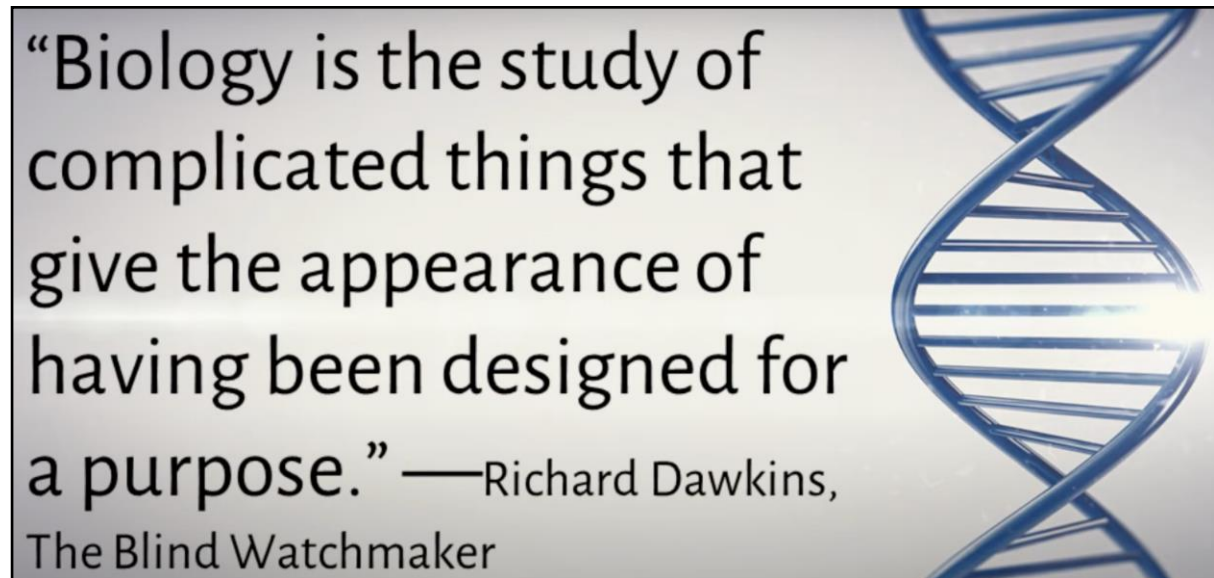 “Biology is the study of
complicated things that
give the appearance of
having been designed for
a purpose.” —Richard Dawkins,
The Blind Watchmaker